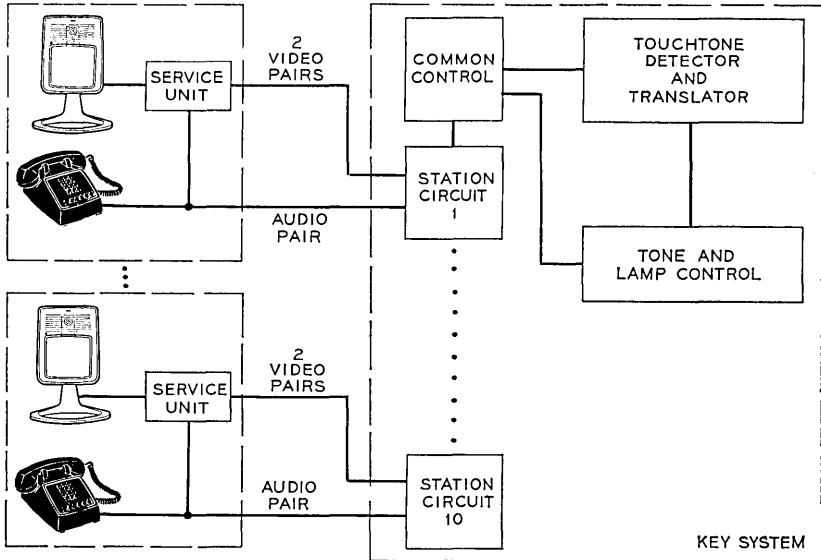 2
VIDEO
PAIRS
SERVICE
UNIT
AUDIO
PAIR
COMMON
CONTROL
STATION
CIRCUIT
1
TOUCHTONE
DETECTOR
AND
TRANSLATOR
TONE AND
LAMP CONTROL
2
VIDEO
PAIRS
SERVICE
UNIT
AUDIO
PAIR
STATION
CIRCUIT
10
KEY SYSTEM